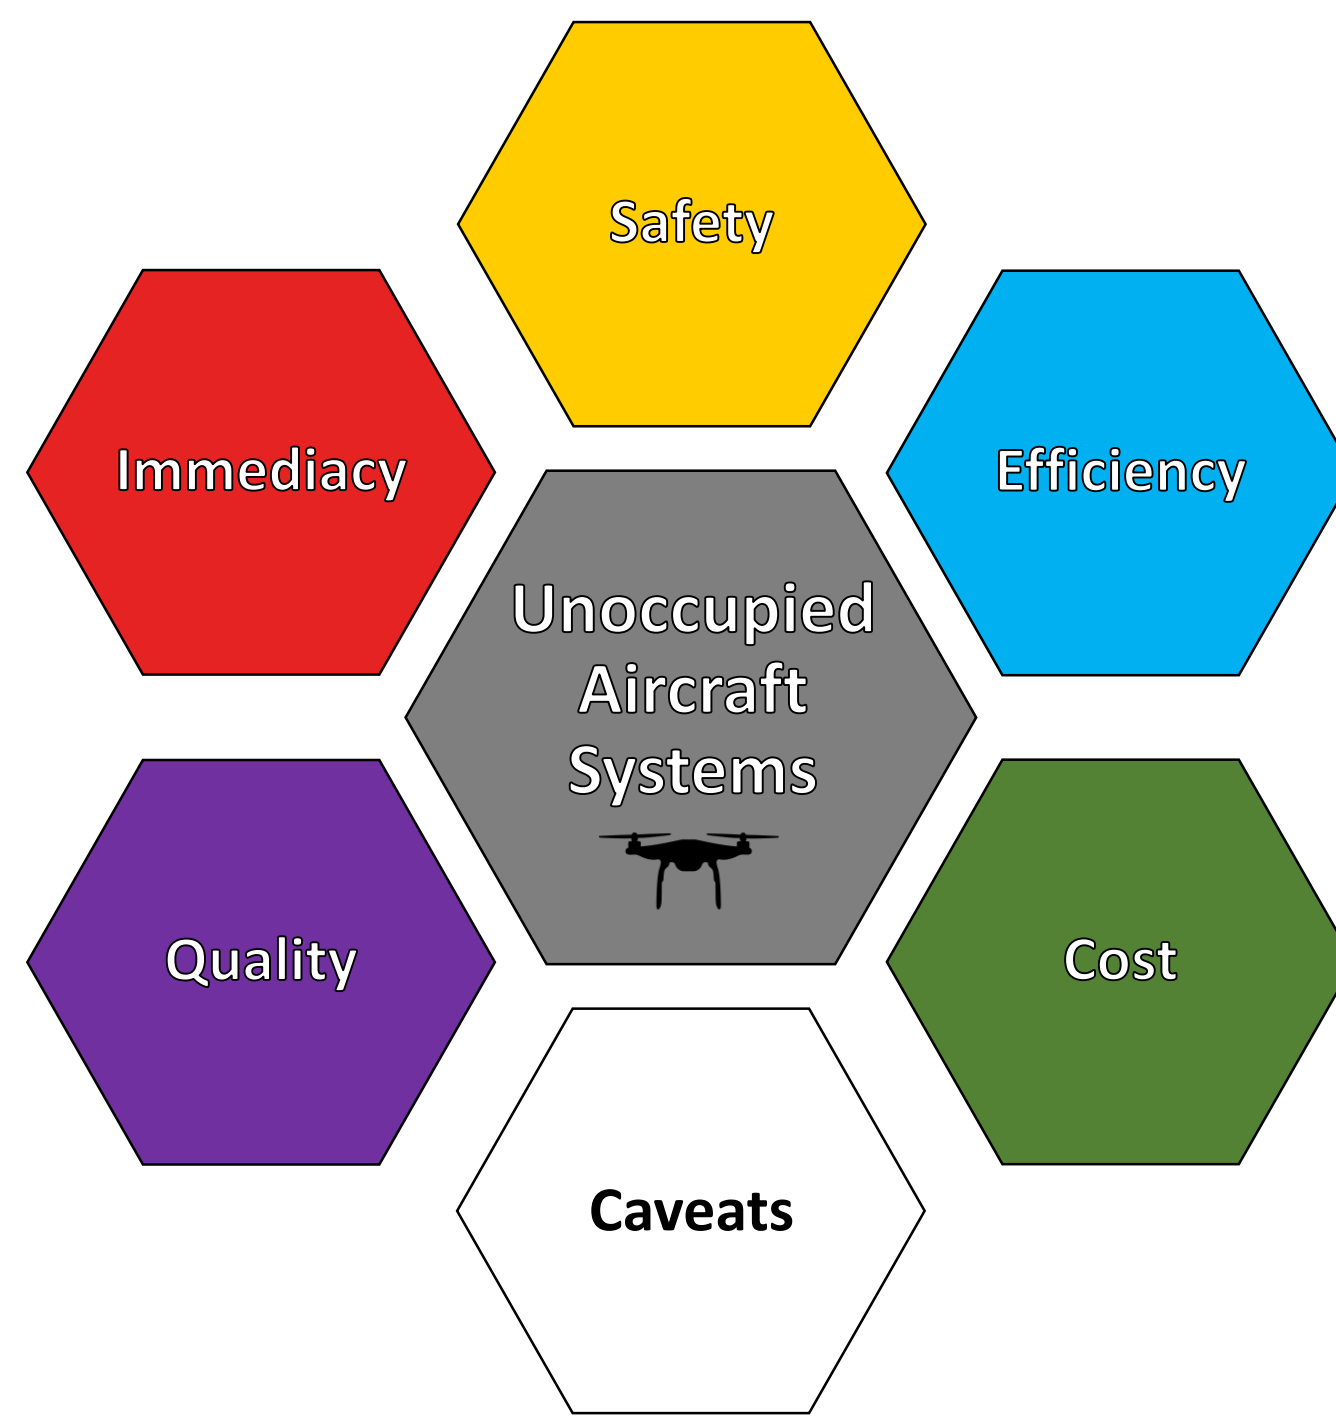 Safety
Immediacy
Efficiency
Unoccupied
Aircraft
Systems
Quality
Cost
Caveats